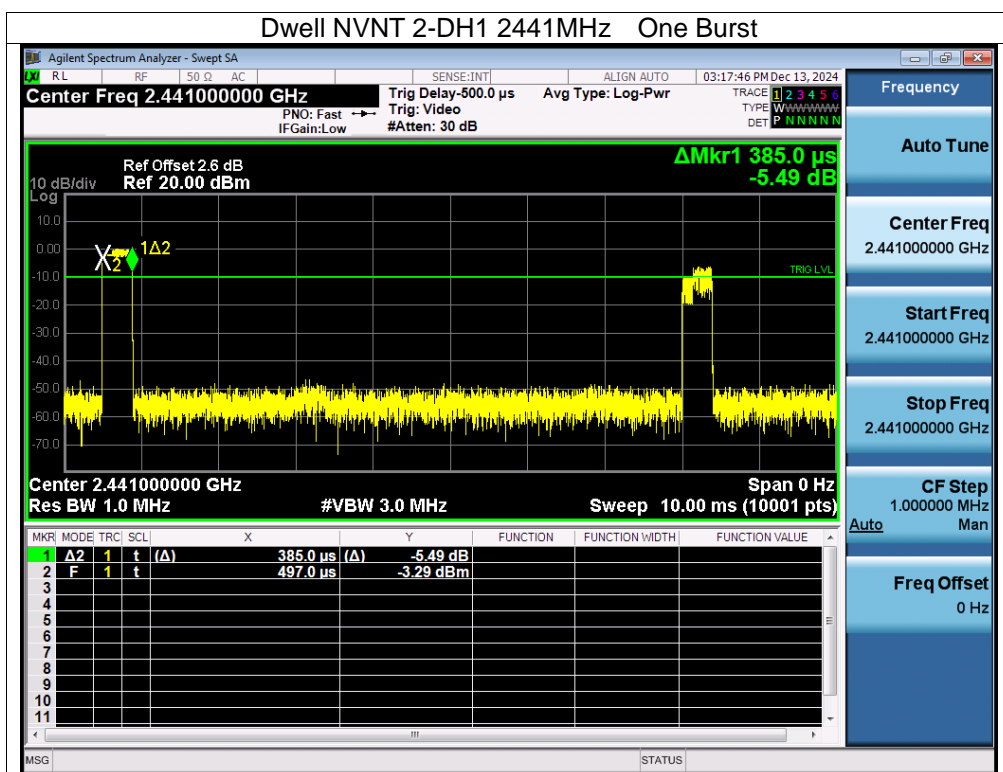 Dwell NVNT 2-DH1 2441MHz One Burst
Agilent Spectrum Analyzer - Swept SA
LXI RL RF 50 Ω AC SENSE:INT ALIGN AUTO 03:17:46 PM Dec 13, 2024
Center Freq 2.441000000 GHz
PNO: Fast
IFGain:Low
Trig Delay-500.0 µs
Trig: Video
#Atten: 30 dB
Avg Type: Log-Pwr
TRACE 1 2 3 4 5 6
TYPE WWWWWW
DET P N N N N N
ΔMkr1 385.0 µs
-5.49 dB
Ref Offset 2.6 dB
10 dB/div Ref 20.00 dBm
Log
10.0
0.00
-10.0
-20.0
-30.0
-40.0
-50.0
-60.0
-70.0
1Δ2
2
TRIG LVL
Center 2.441000000 GHz Span 0 Hz
Res BW 1.0 MHz #VBW 3.0 MHz Sweep 10.00 ms (10001 pts)
MKR MODE TRC SCL X Y FUNCTION FUNCTION WIDTH FUNCTION VALUE
1 Δ2 1 t (Δ) 385.0 µs (Δ) -5.49 dB
2 F 1 t 497.0 µs -3.29 dBm
3
4
5
6
7
8
9
10
11
MSG STATUS
Frequency
Auto Tune
Center Freq
2.441000000 GHz
Start Freq
2.441000000 GHz
Stop Freq
2.441000000 GHz
CF Step
1.000000 MHz
Auto Man
Freq Offset
0 Hz